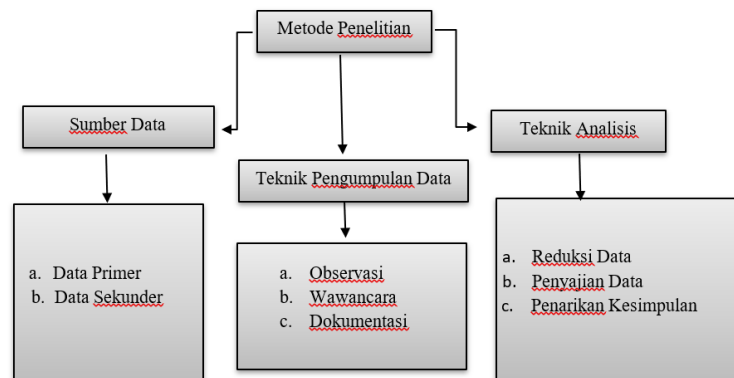 Metode Penelitian
Sumber Data
Teknik Pengumpulan Data
Teknik Analisis
a. Data Primer
b. Data Sekunder
a. Observasi
b. Wawancara
c. Dokumentasi
a. Reduksi Data
b. Penyajian Data
c. Penarikan Kesimpulan